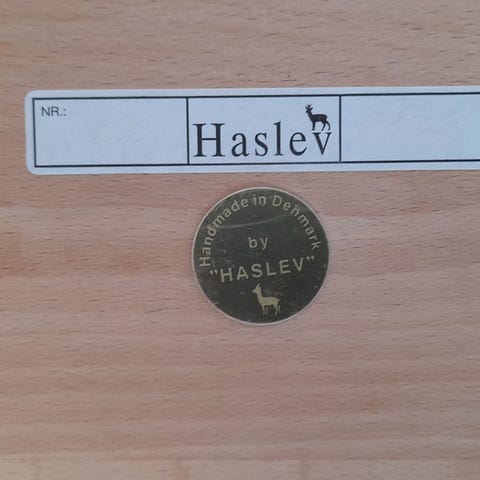 NR.:
Haslev
Handmade in Denmark
by
"HASLEV"